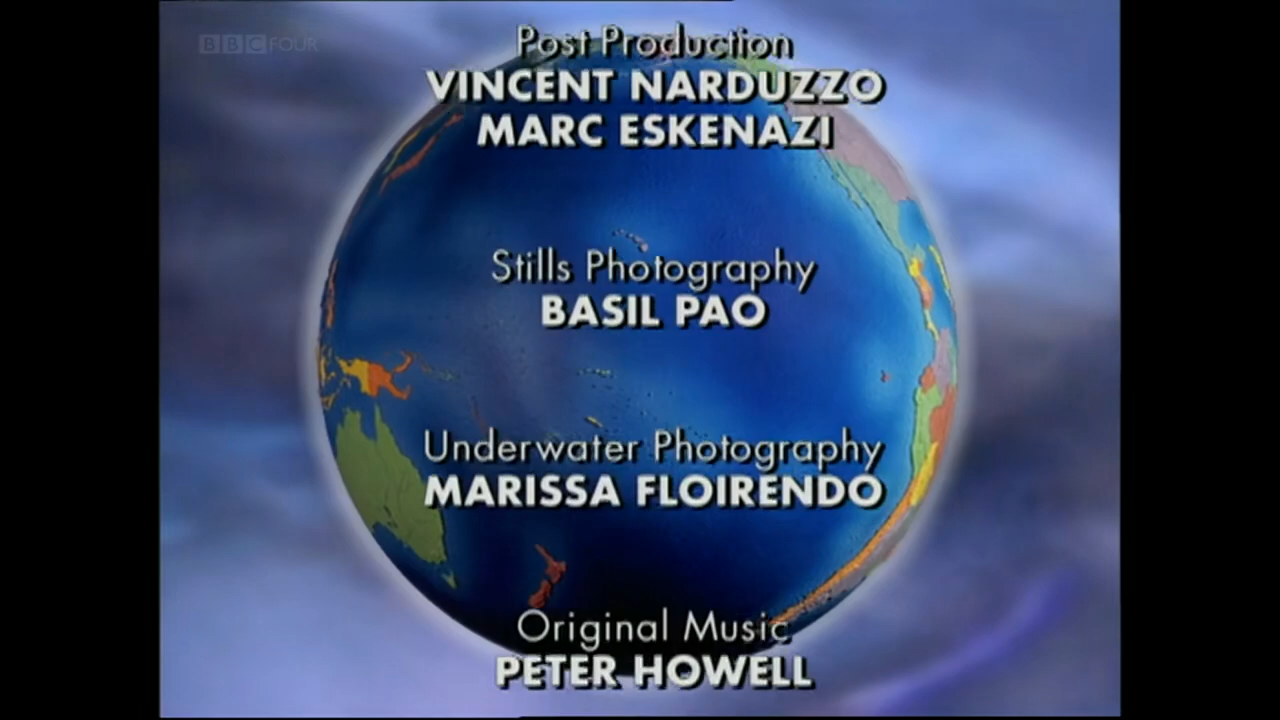 BBC FOUR
Post Production
VINCENT NARDUZZO
MARC ESKENAZI
Stills Photography
BASIL PAO
Underwater Photography
MARISSA FLOIRENDO
Original Music
PETER HOWELL